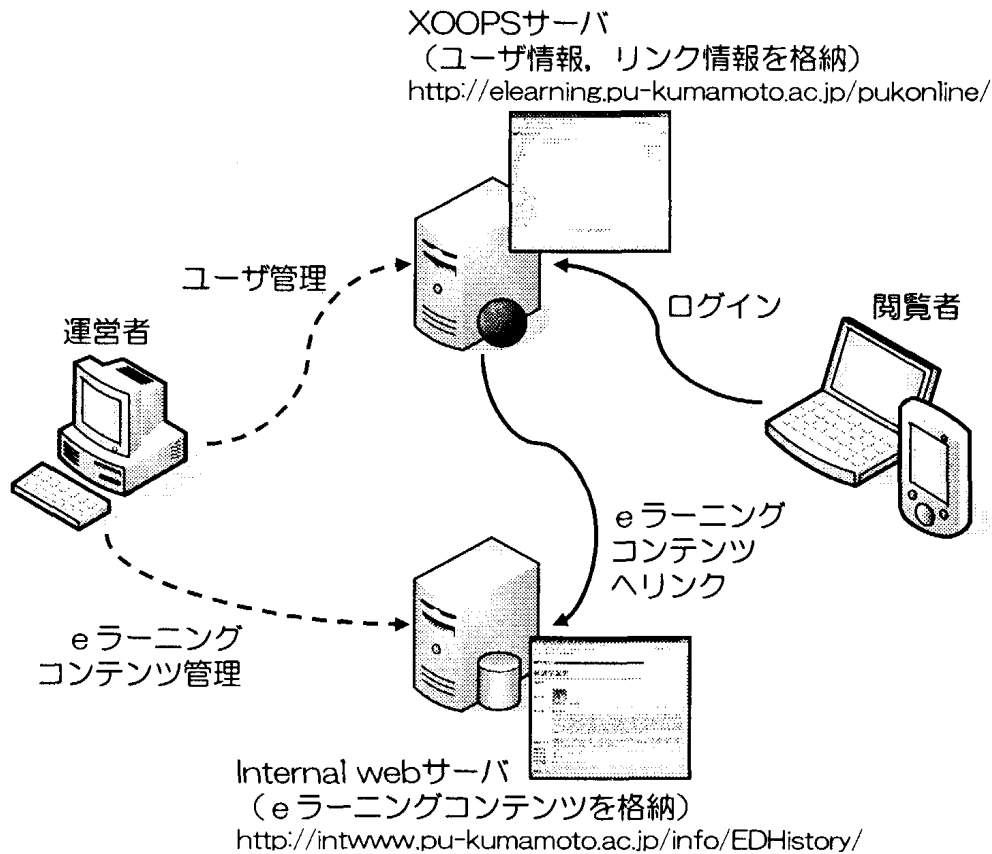 XOOPSサーバ
（ユーザ情報，リンク情報を格納）
http://elearning.pu-kumamoto.ac.jp/pukonline/
ユーザ管理
ログイン
閲覧者
運営者
eラーニング
コンテンツ
へリンク
eラーニング
コンテンツ管理
Internal webサーバ
（eラーニングコンテンツを格納）
http://intwww.pu-kumamoto.ac.jp/info/EDHistory/